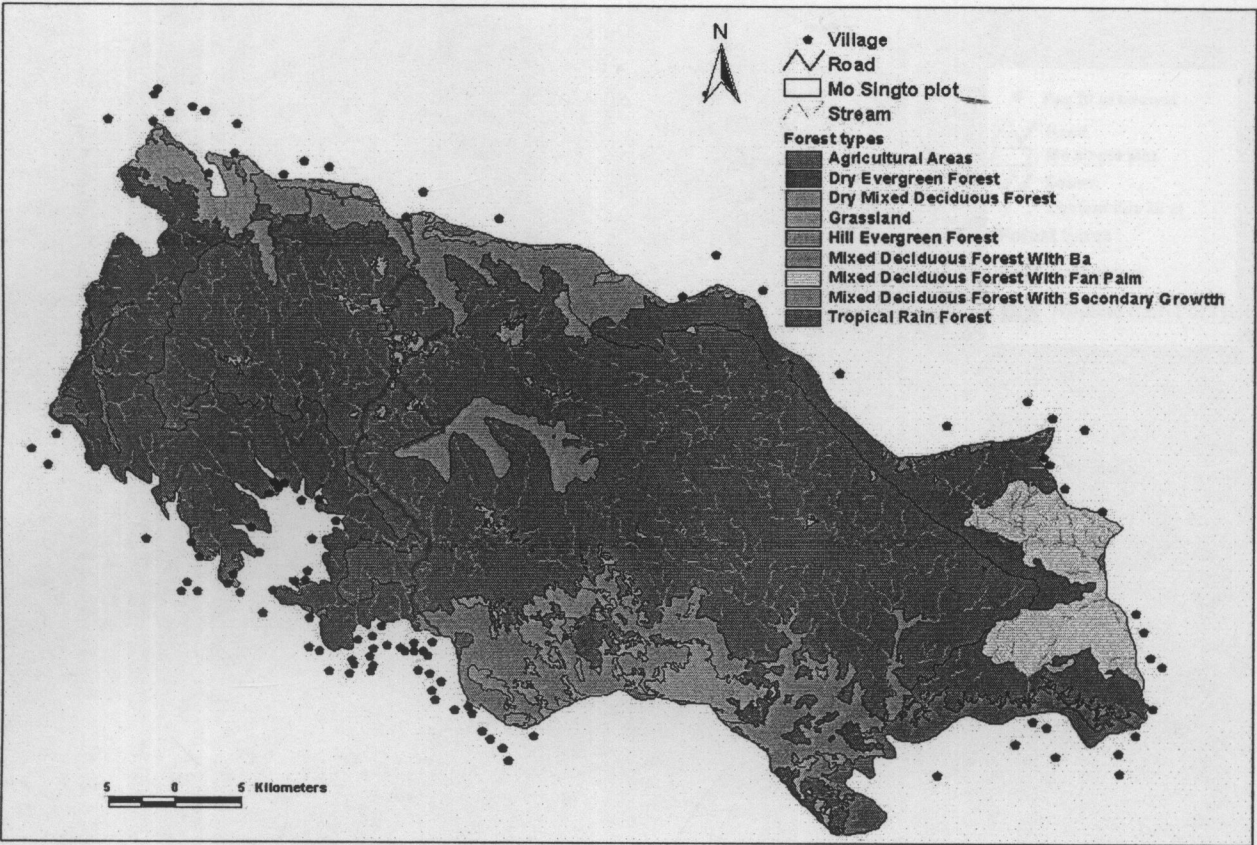 N
Village
Road
Mo Singto plot
Stream
Forest types
Agricultural Areas
Dry Evergreen Forest
Dry Mixed Deciduous Forest
Grassland
Hill Evergreen Forest
Mixed Deciduous Forest With Ba
Mixed Deciduous Forest With Fan Palm
Mixed Deciduous Forest With Secondary Growtth
Tropical Rain Forest
5 0 5 Kilometers